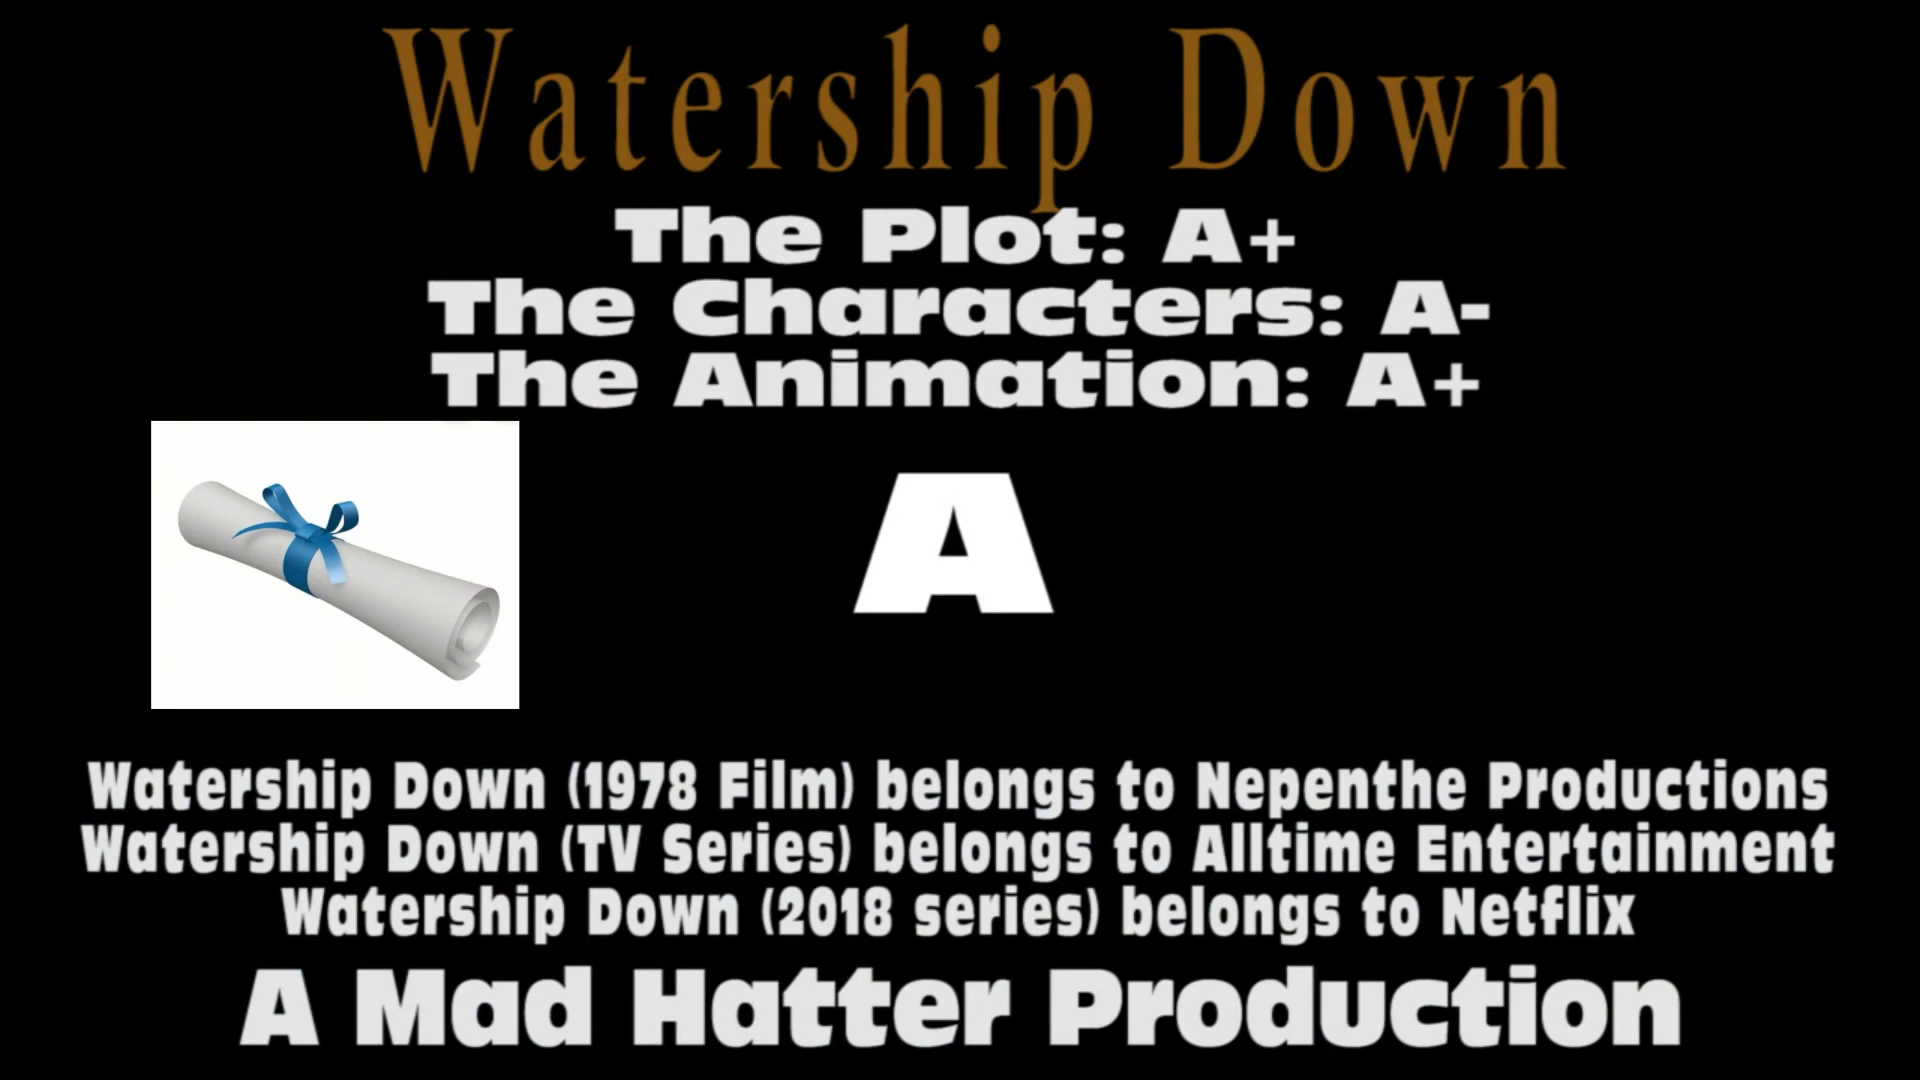 Watership Down
The Plot: A+
The Characters: A-
The Animation: A+
A
Watership Down (1978 Film) belongs to Nepenthe Productions
Watership Down (TV Series) belongs to Alltime Entertainment
Watership Down (2018 series) belongs to Netflix
A Mad Hatter Production